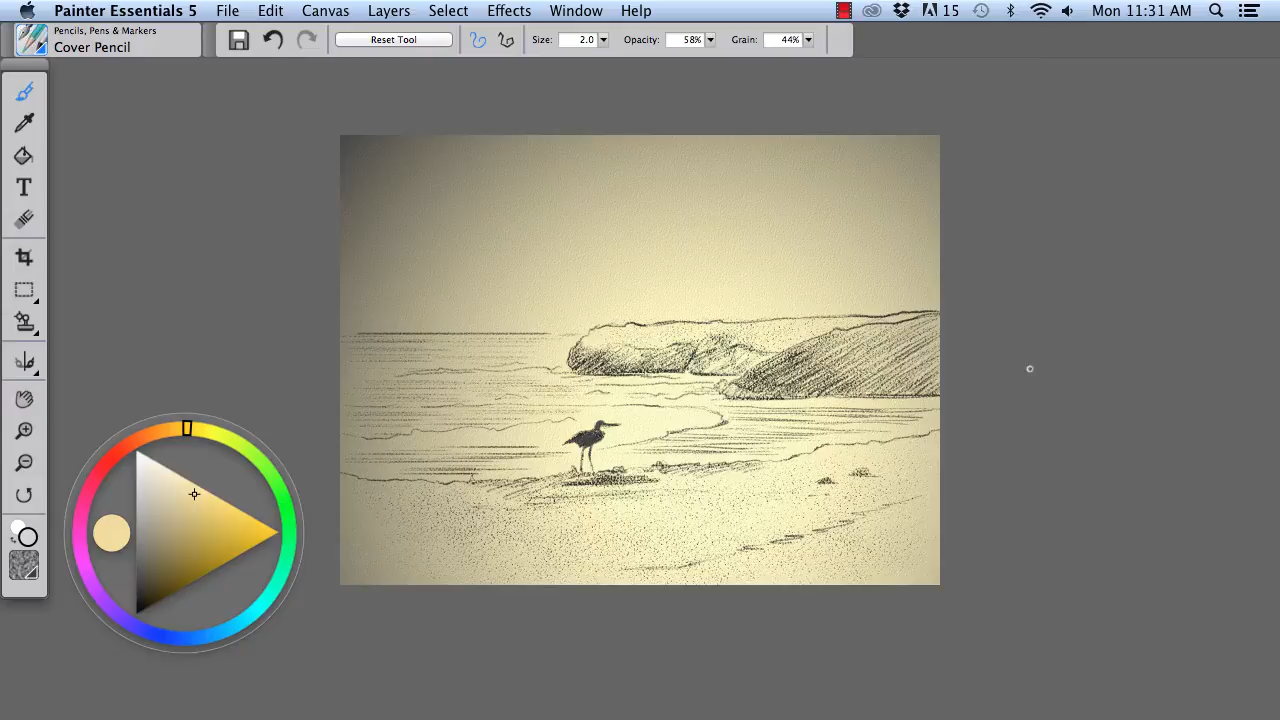 Painter Essentials 5 File Edit Canvas Layers Select Effects Window Help 15 Mon 11:31 AM
Pencils, Pens & Markers
Cover Pencil
Reset Tool Size: 2.0 Opacity: 58% Grain: 44%
T